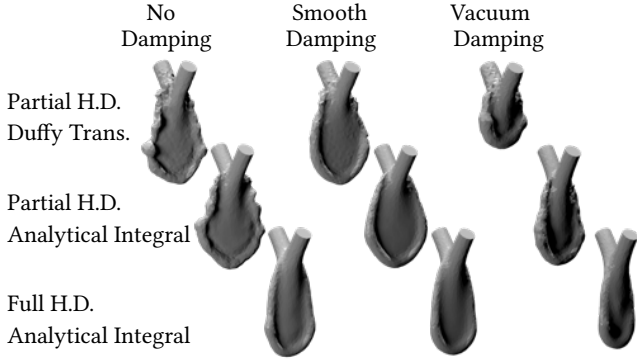 No
Damping
Smooth
Damping
Vacuum
Damping
Partial H.D.
Duffy Trans.
Partial H.D.
Analytical Integral
Full H.D.
Analytical Integral